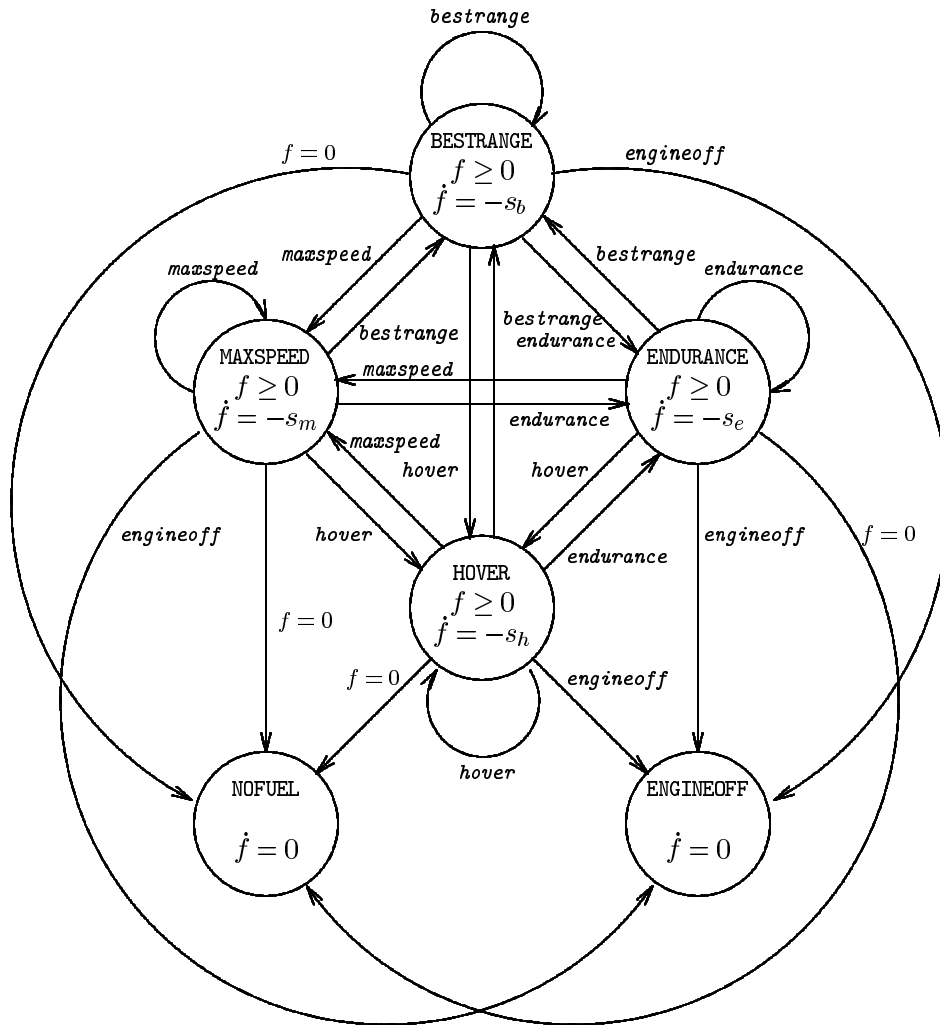 bestrange
BESTRANGE
f ≥ 0
ḟ = −s_b
f = 0
engineoff
maxspeed
bestrange
maxspeed
endurance
bestrange
bestrange
endurance
MAXSPEED
f ≥ 0
ḟ = −s_m
maxspeed
endurance
ENDURANCE
f ≥ 0
ḟ = −s_e
maxspeed
hover
hover
engineoff
hover
endurance
engineoff
f = 0
HOVER
f ≥ 0
ḟ = −s_h
f = 0
f = 0
engineoff
hover
NOFUEL
ḟ = 0
ENGINEOFF
ḟ = 0